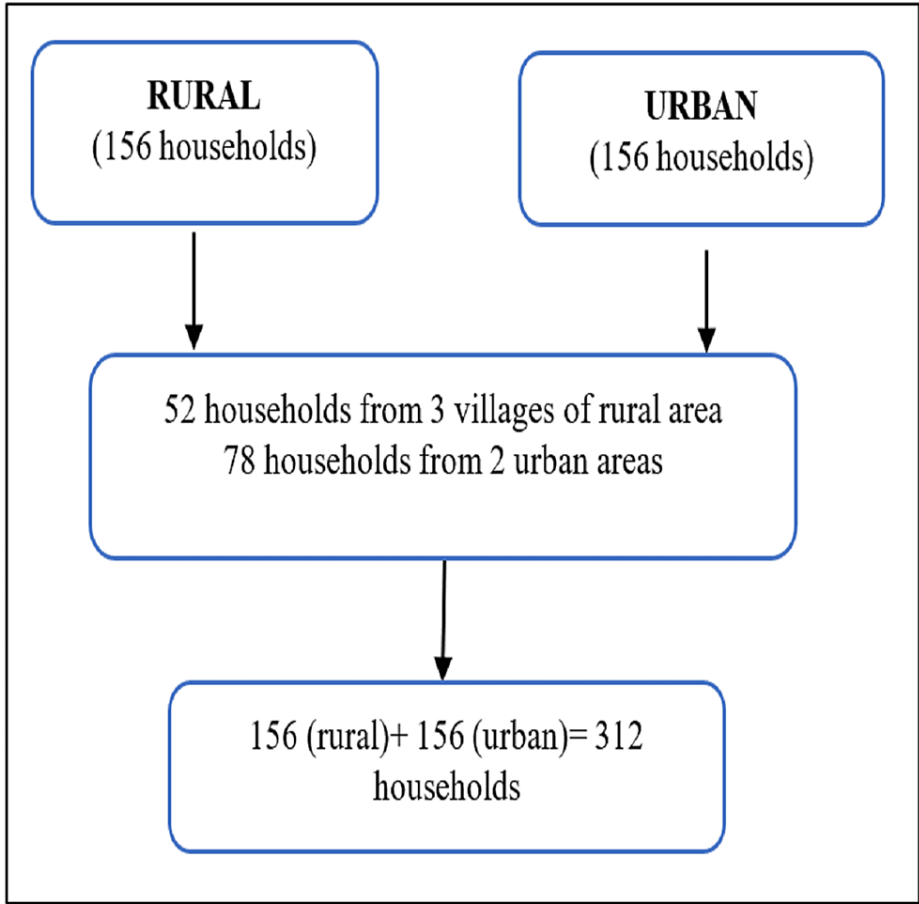 RURAL
(156 households)
URBAN
(156 households)
52 households from 3 villages of rural area
78 households from 2 urban areas
156 (rural)+ 156 (urban)= 312
households